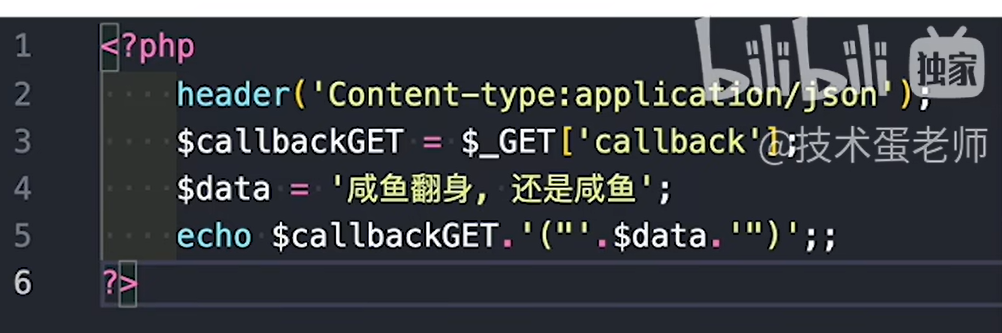 1 <?php
bilibili 独家
2 header('Content-type:application/json');
3 $callbackGET = $_GET['callback'];
@技术蛋老师
4 $data = '咸鱼翻身, 还是咸鱼';
5 echo $callbackGET.'("'.$data.'")';;
6 ?>